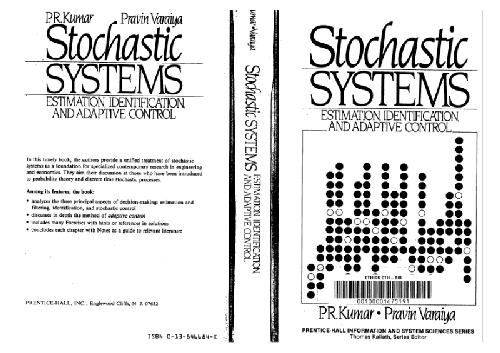 P.R.Kumar Pravin Varaiya
Stochastic
SYSTEMS
ESTIMATION IDENTIFICATION
AND ADAPTIVE CONTROL
In this timely book, the authors provide a unified treatment of stochastic
systems as a foundation for specialized contemporary research in engineering
and economics. They aim their discussion at those who have been introduced
to probability theory and discrete time stochastic processes.
Among its features, the book:
• analyzes the three principal aspects of decision-making: estimation and
filtering, identification, and stochastic control
• discusses in depth the method of adaptive control
• includes many Exercises with hints or references to solutions
• concludes each chapter with Notes as a guide to relevant literature
PRENTICE-HALL, INC., Englewood Cliffs, N.J. 07632
ISBN 0-13-
Kumar • Varaiya
Stochastic SYSTEMS
ESTIMATION IDENTIFICATION
AND ADAPTIVE CONTROL
Stochastic
SYSTEMS
ESTIMATION IDENTIFICATION
AND ADAPTIVE CONTROL
P.R.Kumar • Pravin Varaiya
PRENTICE-HALL INFORMATION AND SYSTEM SCIENCES SERIES
Thomas Kailath, Series Editor